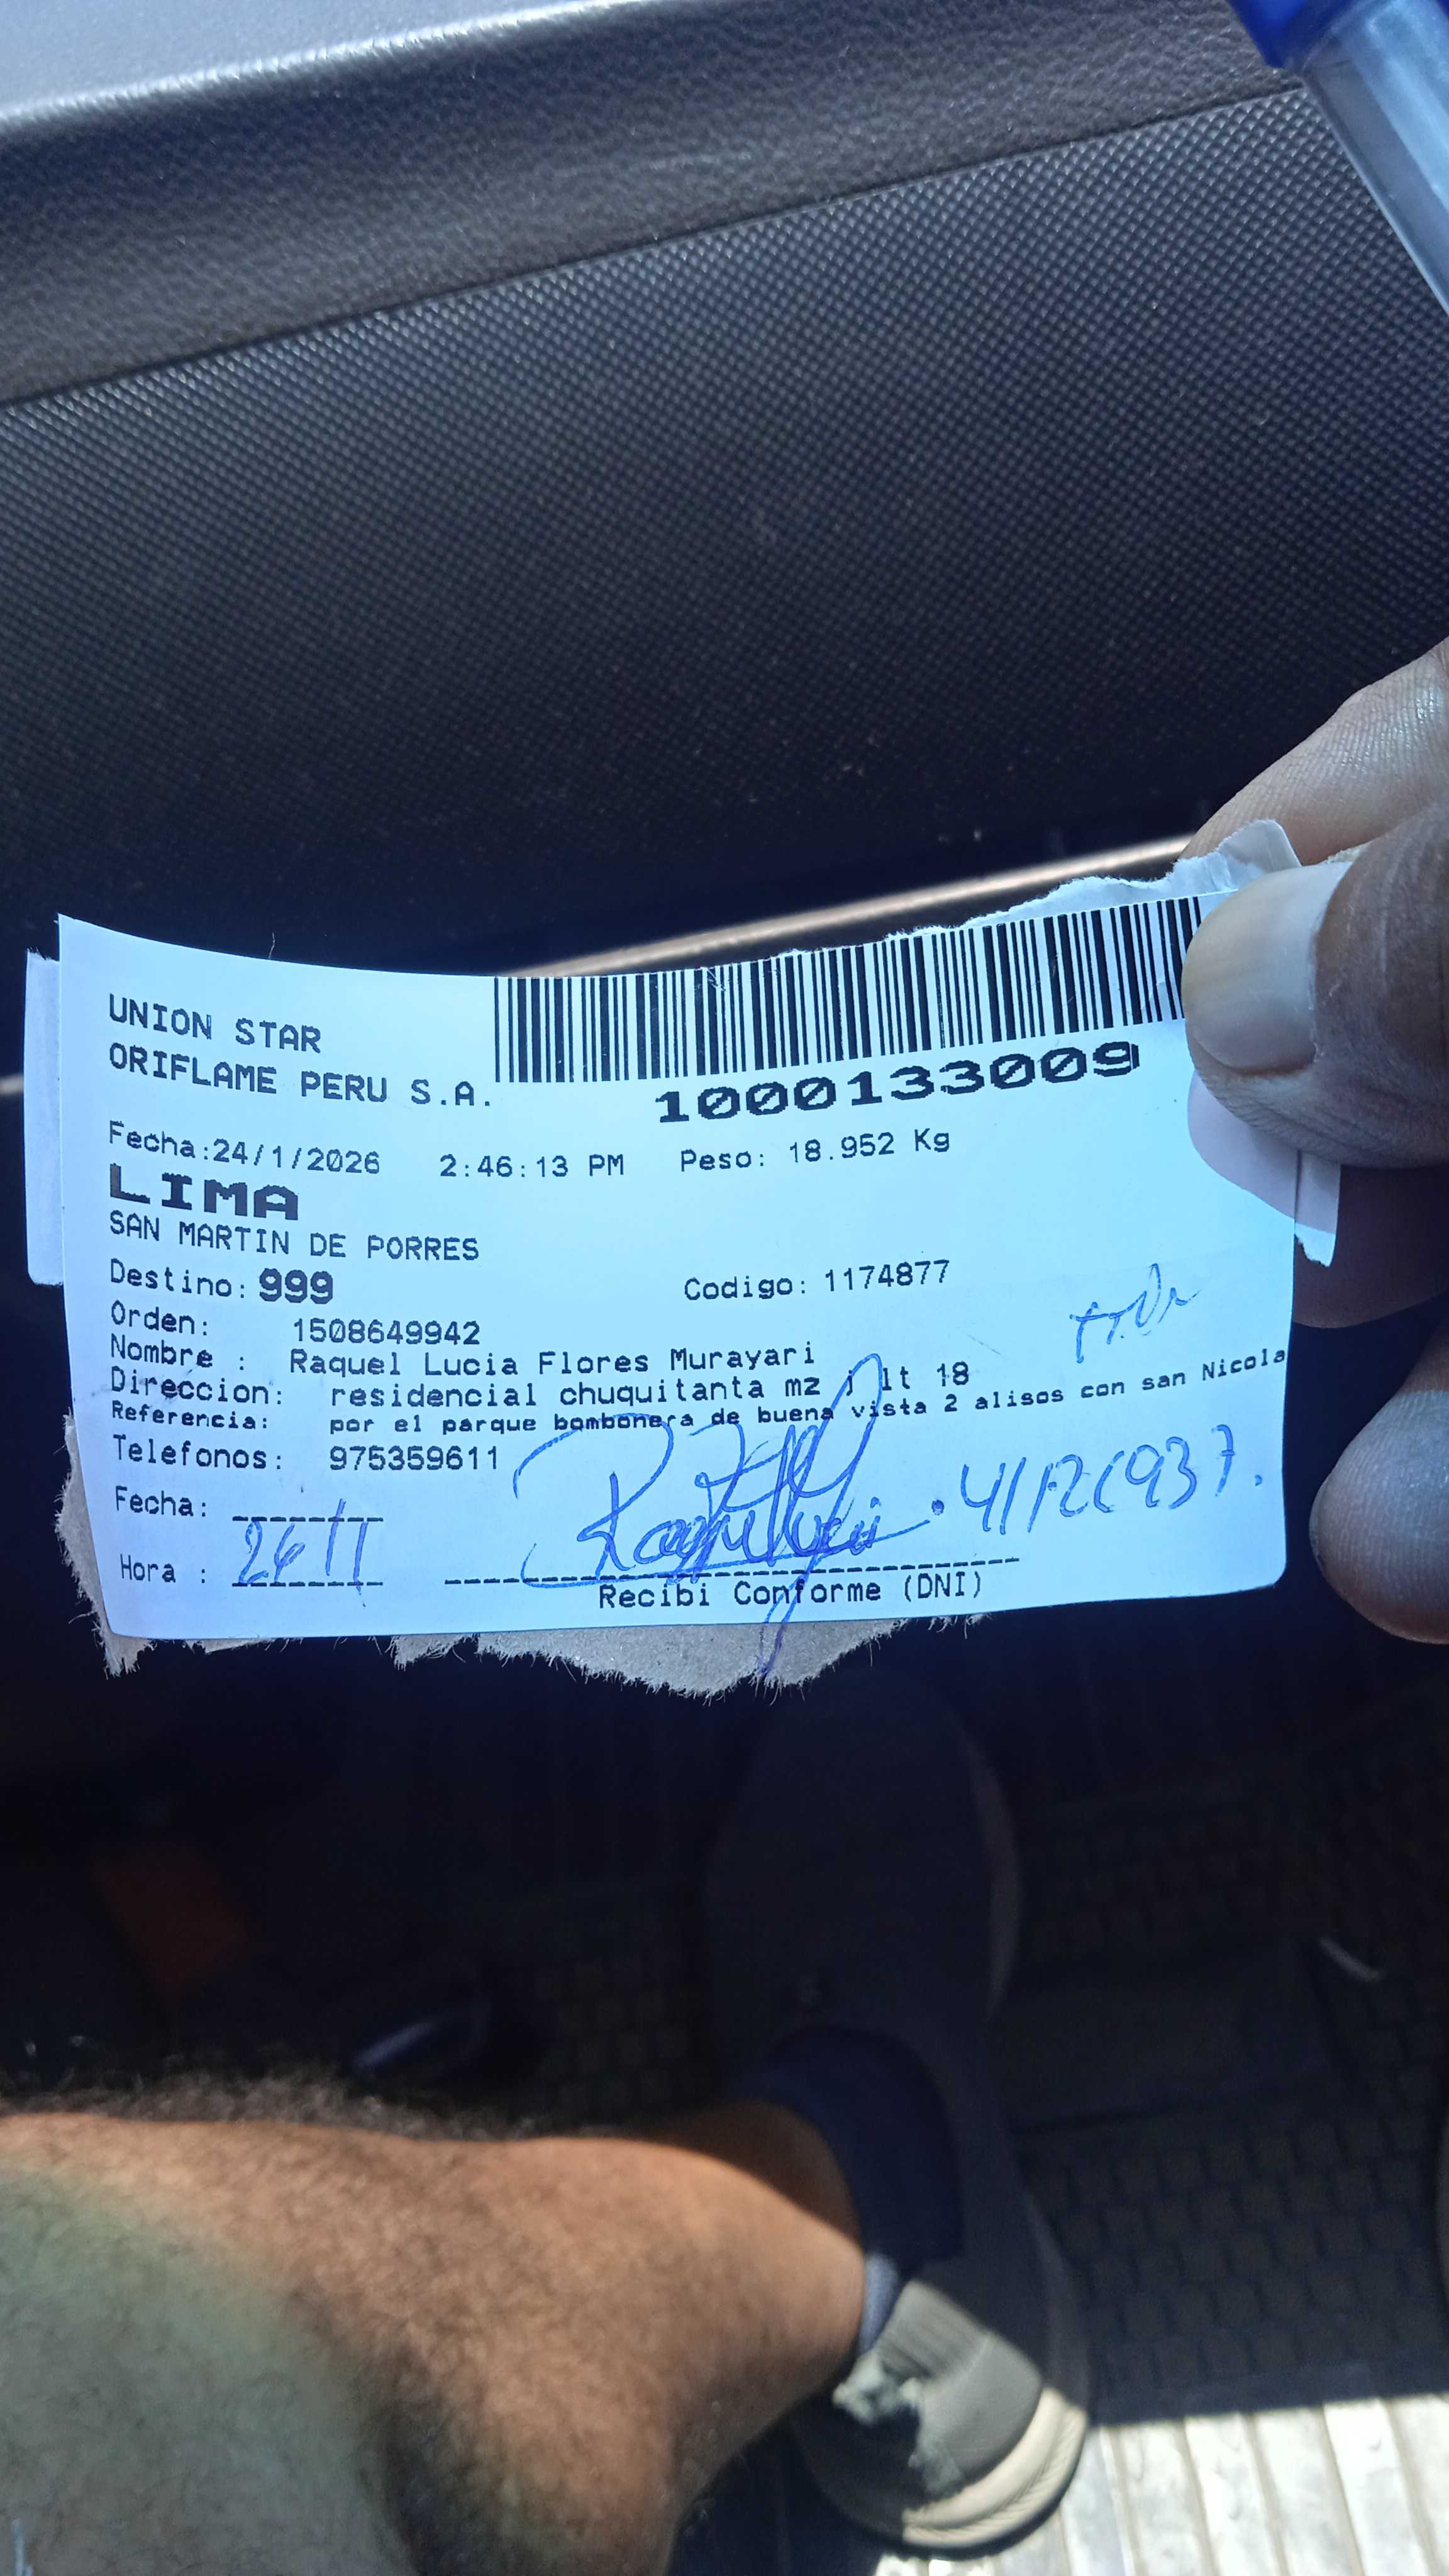 UNION STAR
ORIFLAME PERU S.A.
1000133009
Fecha:24/1/2026 2:46:13 PM Peso: 18.952 Kg
LIMA
SAN MARTIN DE PORRES
Destino: 999 Codigo: 1174877
Orden: 1508649942
Nombre : Raquel Lucia Flores Murayari
Direccion: residencial chuquitanta mz j lt 18
Referencia: por el parque bombonera de buena vista 2 alisos con san Nicola
Telefonos: 975359611
Fecha:
Hora :
Recibi Conforme (DNI)